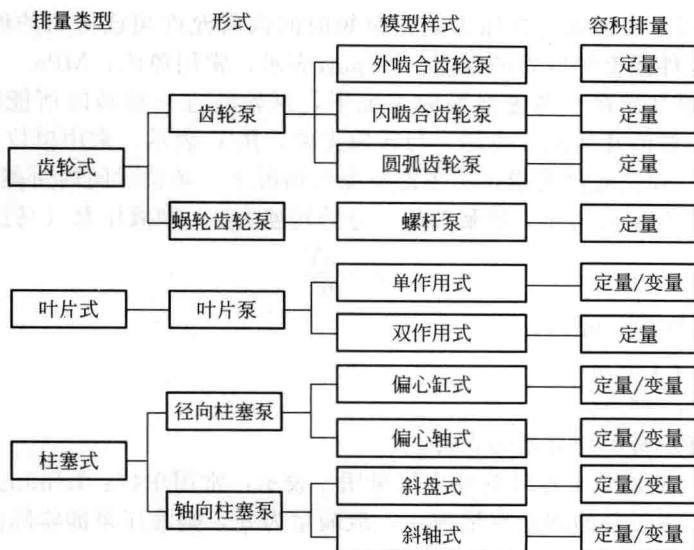 排量类型 形式 模型样式 容积排量
外啮合齿轮泵 定量
齿轮泵 内啮合齿轮泵 定量
齿轮式 圆弧齿轮泵 定量
蜗轮齿轮泵 螺杆泵 定量
单作用式 定量/变量
叶片式 叶片泵
双作用式 定量
偏心缸式 定量/变量
径向柱塞泵
偏心轴式 定量/变量
柱塞式
斜盘式 定量/变量
轴向柱塞泵
斜轴式 定量/变量